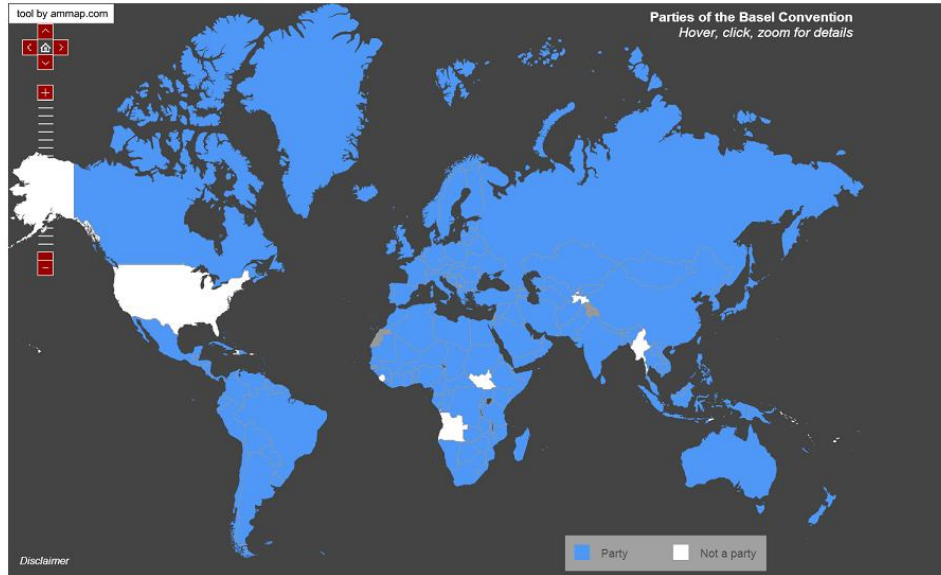 tool by ammap.com
Parties of the Basel Convention
Hover, click, zoom for details
Disclaimer
Party
Not a party